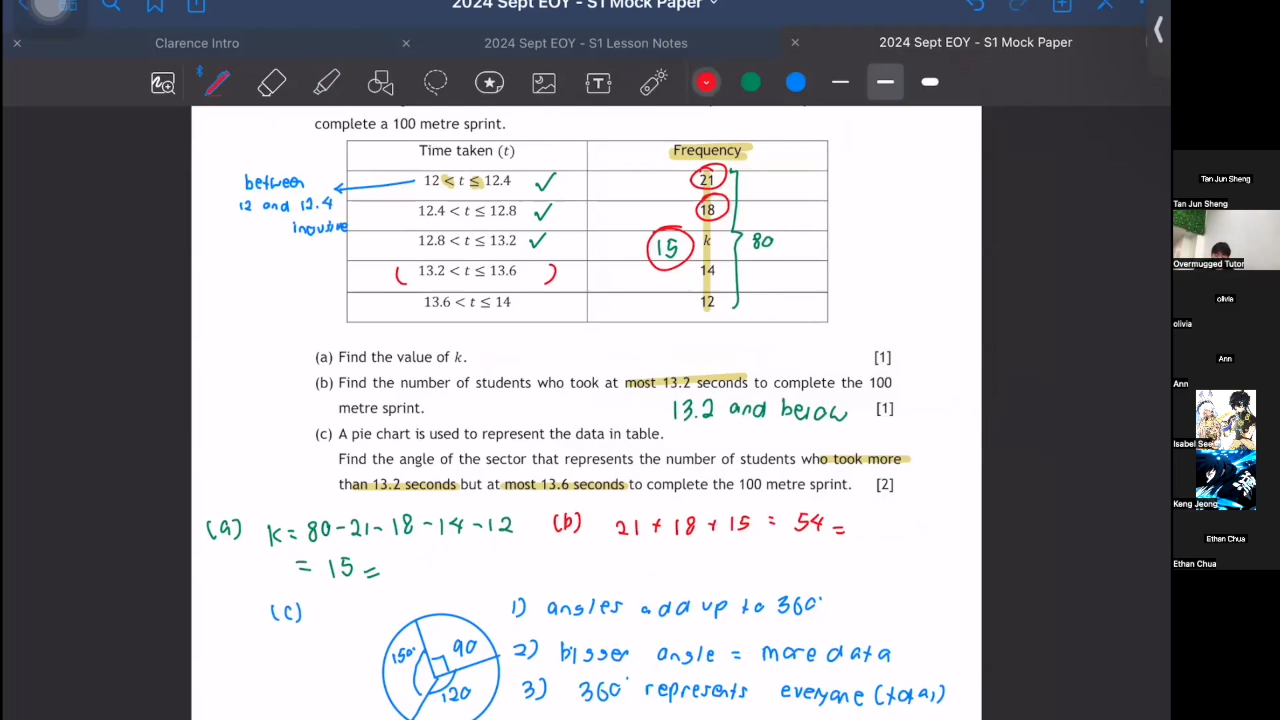 2024 Sept EOY - S1 Mock Paper
Clarence Intro
2024 Sept EOY - S1 Lesson Notes
2024 Sept EOY - S1 Mock Paper
complete a 100 metre sprint.
Time taken (t) Frequency
12 < t ≤ 12.4 21
12.4 < t ≤ 12.8 18
12.8 < t ≤ 13.2 15 k
13.2 < t ≤ 13.6 14
13.6 < t ≤ 14 12
80
between
12 and 12.4
(a) Find the value of k. [1]
(b) Find the number of students who took at most 13.2 seconds to complete the 100
metre sprint. 13.2 and below [1]
(c) A pie chart is used to represent the data in table.
Find the angle of the sector that represents the number of students who took more
than 13.2 seconds but at most 13.6 seconds to complete the 100 metre sprint. [2]
(a) k = 80 - 21 - 18 - 14 - 12 (b) 21 + 18 + 15 = 54 =
= 15 =
(c)
1) angles add up to 360°
2) bigger angle = more data
3) 360° represents everyone (total)
150° 90
120
Tan Jun Sheng
Tan Jun Sheng
Overmugged Tutor
olivia
olivia
Ann
Ann
Isabel See
Keng Jeong
Ethan Chua
Ethan Chua